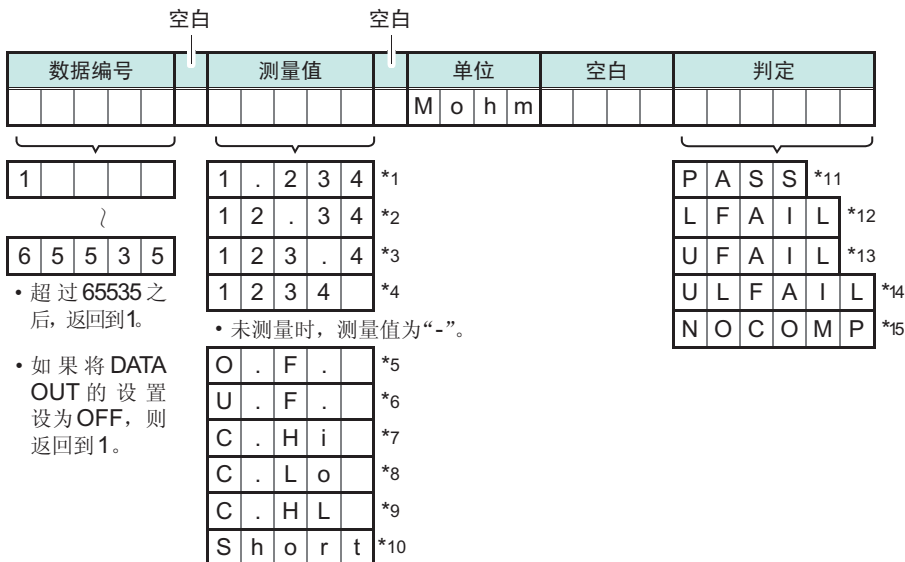 空白 空白
数据编号 测量值 单位 空白 判定
M o h m
1
~
6 5 5 3 5
• 超过65535之
后，返回到1。
• 如果将DATA
OUT的设置
设为OFF，则
返回到1。
1 . 2 3 4 *1
1 2 . 3 4 *2
1 2 3 . 4 *3
1 2 3 4 *4
• 未测量时，测量值为“-”。
O . F . *5
U . F . *6
C . H i *7
C . L o *8
C . H L *9
S h o r t *10
P A S S *11
L F A I L *12
U F A I L *13
U L F A I L *14
N O C O M P *15